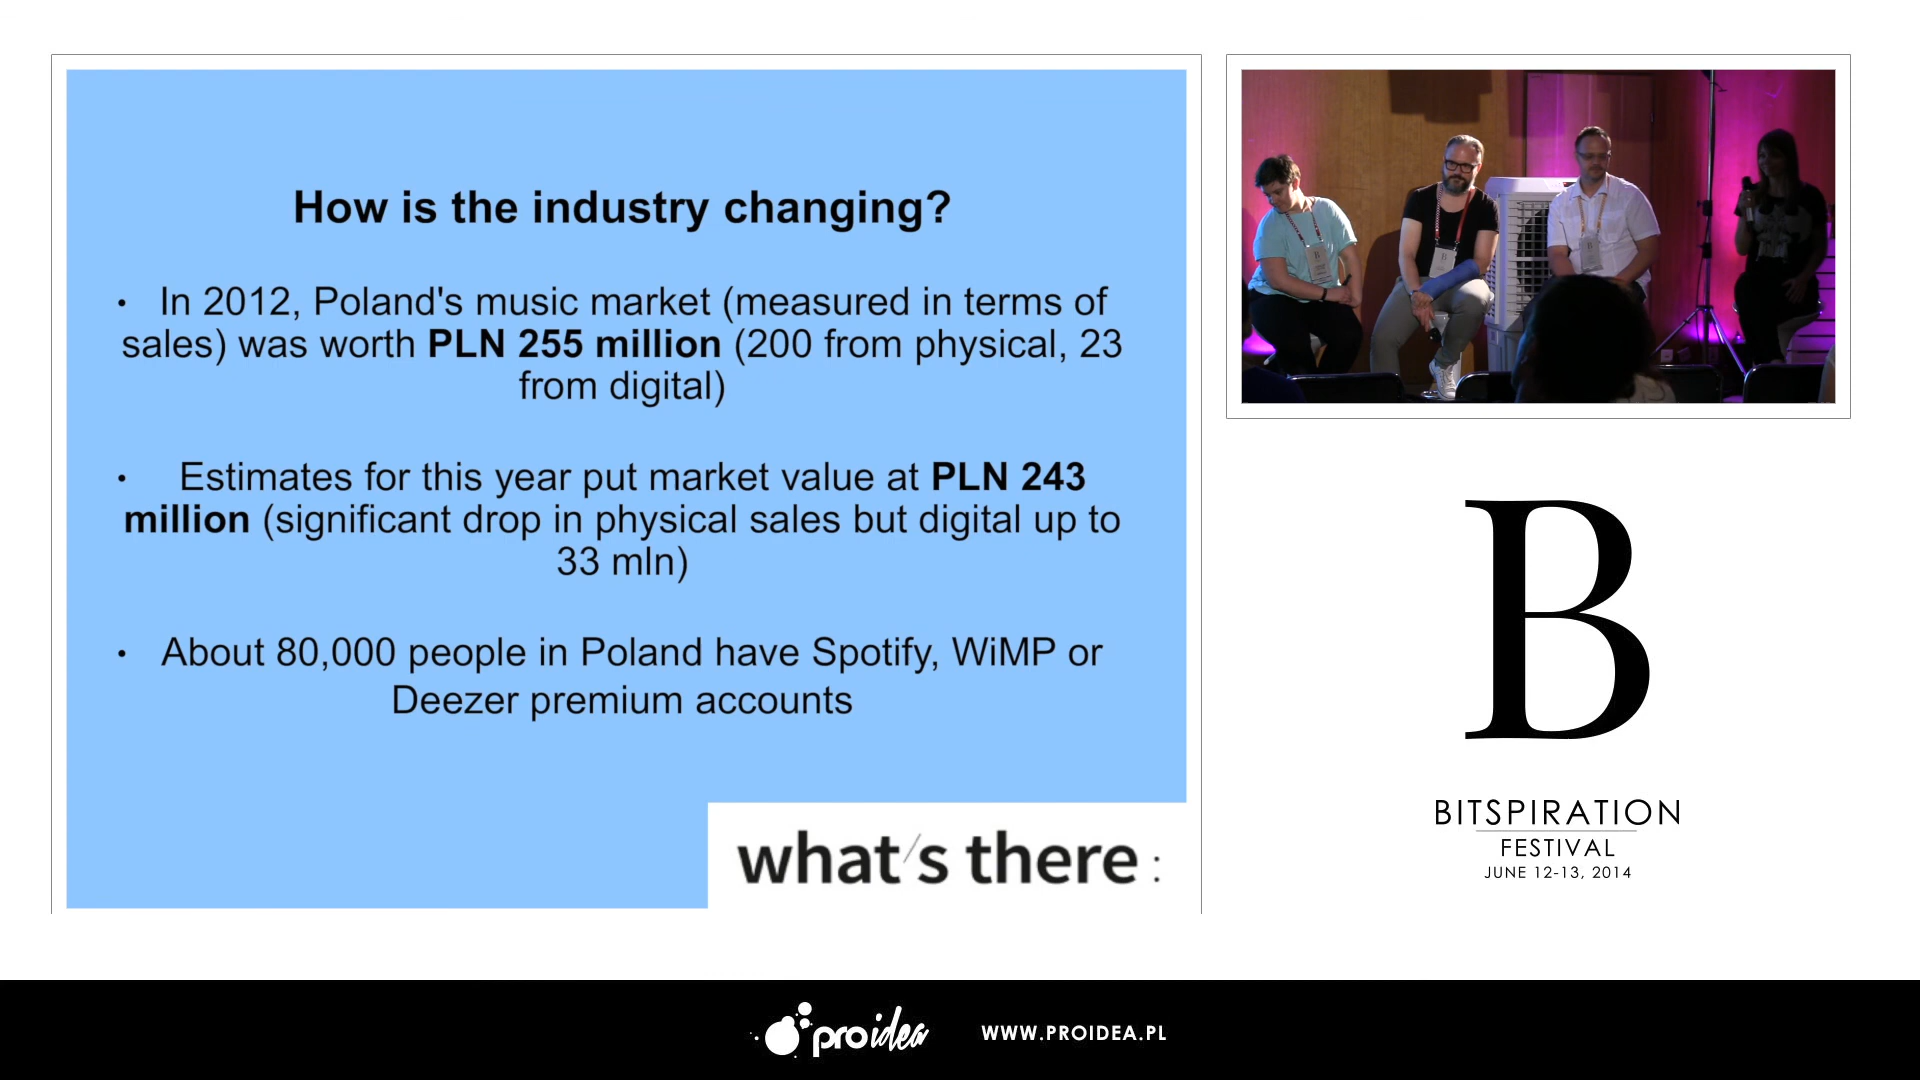 How is the industry changing?
• In 2012, Poland's music market (measured in terms of
sales) was worth PLN 255 million (200 from physical, 23
from digital)
• Estimates for this year put market value at PLN 243
million (significant drop in physical sales but digital up to
33 mln)
• About 80,000 people in Poland have Spotify, WiMP or
Deezer premium accounts
what's there :
B
BITSPIRATION
FESTIVAL
JUNE 12-13, 2014
proidea
WWW.PROIDEA.PL